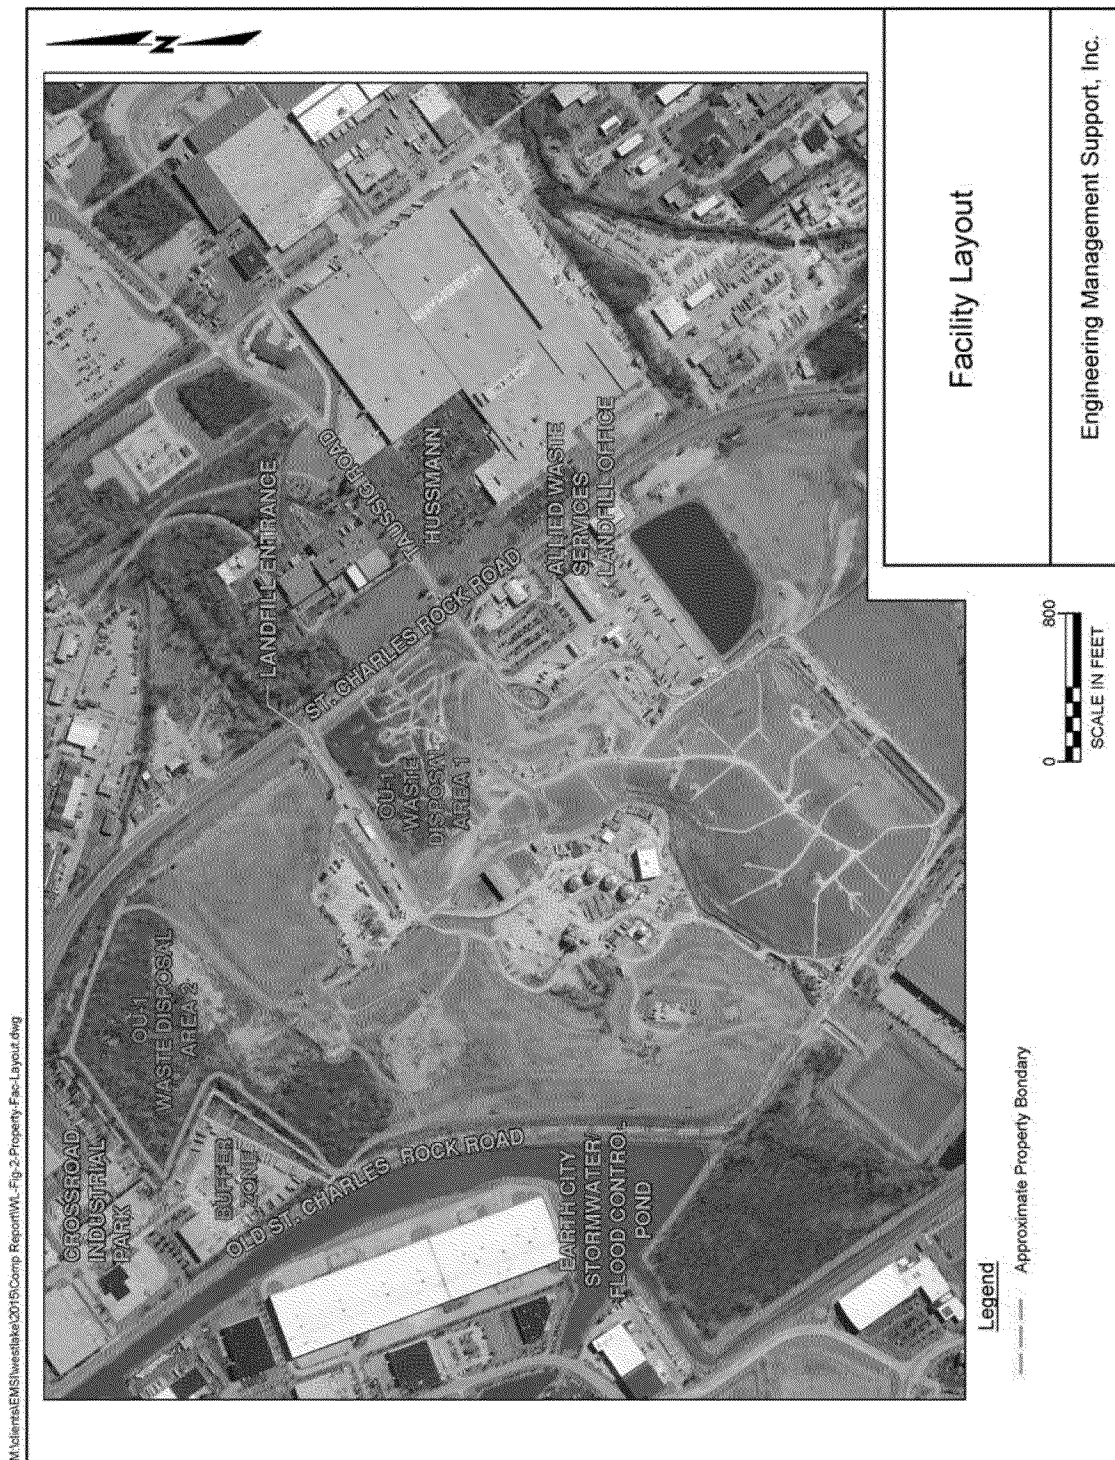 M:\clients\EMSI\westlake\2015\Comp Report\WL-Fig-2-Property-Fac-Layout.dwg
N
CROSSROAD
INDUSTRIAL
PARK
BUFFER
ZONE
OU-1
WASTE DISPOSAL
AREA 2
OLD ST. CHARLES ROCK ROAD
EARTH CITY
STORMWATER
FLOOD CONTROL
POND
LANDFILL ENTRANCE
ST. CHARLES ROCK ROAD
TAUSSIG ROAD
OU-1
WASTE
DISPOSAL
AREA 1
HUSSMANN
ALLIED WASTE
SERVICES
LANDFILL OFFICE
Legend
Approximate Property Bondary
0
800
SCALE IN FEET
Facility Layout
Engineering Management Support, Inc.